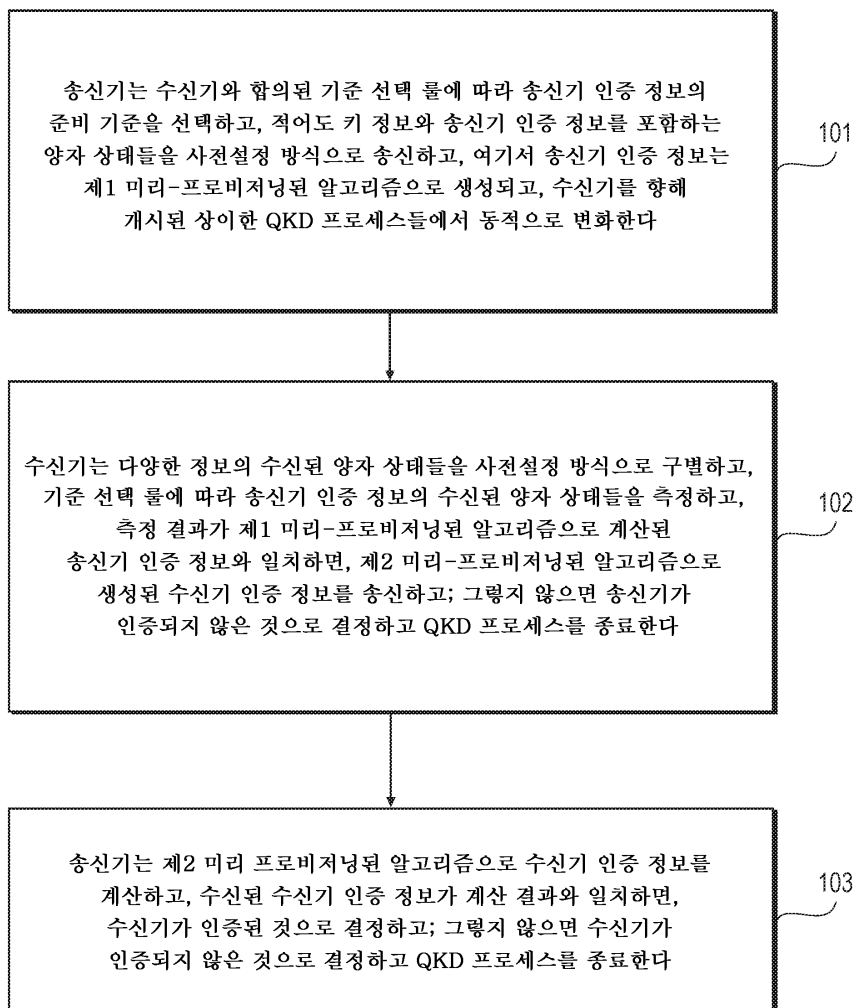 송신기는 수신기와 합의된 기준 선택 룰에 따라 송신기 인증 정보의
준비 기준을 선택하고, 적어도 키 정보와 송신기 인증 정보를 포함하는
양자 상태들을 사전설정 방식으로 송신하고, 여기서 송신기 인증 정보는
제1 미리-프로비저닝된 알고리즘으로 생성되고, 수신기를 향해
개시된 상이한 QKD 프로세스들에서 동적으로 변화한다
101
수신기는 다양한 정보의 수신된 양자 상태들을 사전설정 방식으로 구별하고,
기준 선택 룰에 따라 송신기 인증 정보의 수신된 양자 상태들을 측정하고,
측정 결과가 제1 미리-프로비저닝된 알고리즘으로 계산된
송신기 인증 정보와 일치하면, 제2 미리-프로비저닝된 알고리즘으로
생성된 수신기 인증 정보를 송신하고; 그렇지 않으면 송신기가
인증되지 않은 것으로 결정하고 QKD 프로세스를 종료한다
102
송신기는 제2 미리 프로비저닝된 알고리즘으로 수신기 인증 정보를
계산하고, 수신된 수신기 인증 정보가 계산 결과와 일치하면,
수신기가 인증된 것으로 결정하고; 그렇지 않으면 수신기가
인증되지 않은 것으로 결정하고 QKD 프로세스를 종료한다
103